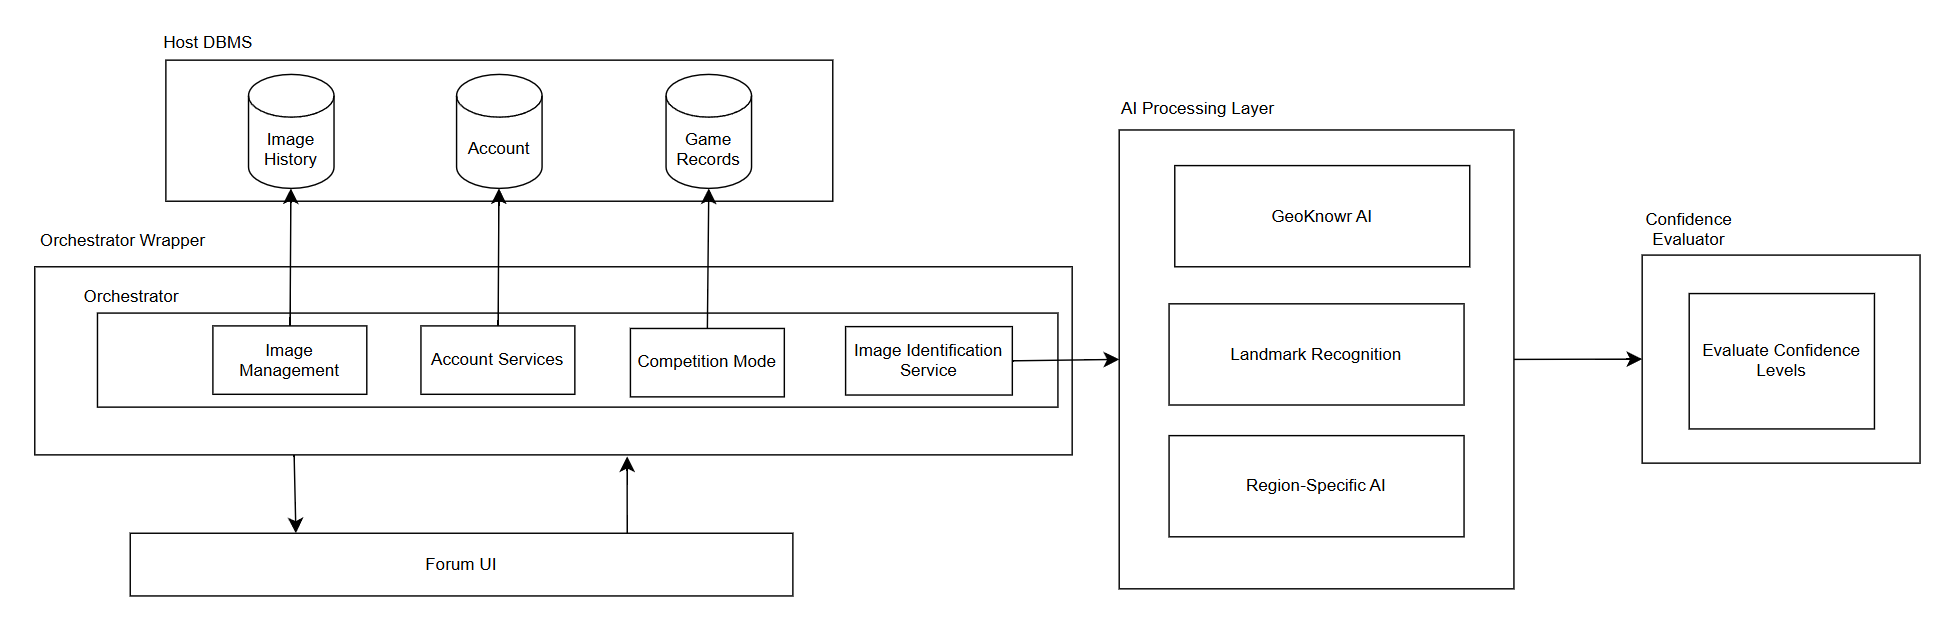 Host DBMS
Image
History
Account
Game
Records
Orchestrator Wrapper
Orchestrator
Image
Management
Account Services
Competition Mode
Image Identification
Service
Forum UI
AI Processing Layer
GeoKnowr AI
Landmark Recognition
Region-Specific AI
Confidence
Evaluator
Evaluate Confidence
Levels